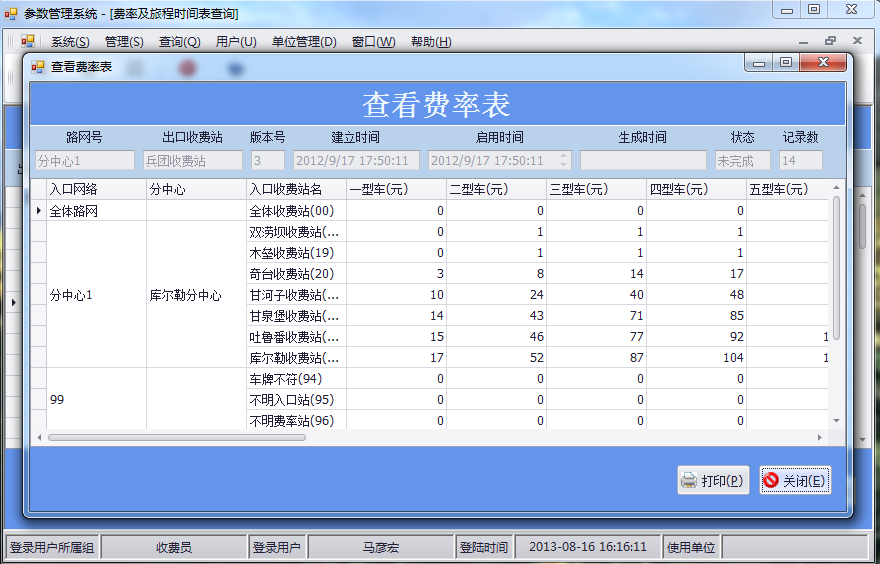 参数管理系统 - [费率及旅程时间表查询]
系统(S) 管理(S) 查询(Q) 用户(U) 单位管理(D) 窗口(W) 帮助(H)
查看费率表
查看费率表
路网号 出口收费站 版本号 建立时间 启用时间 生成时间 状态 记录数
分中心1 兵团收费站 3 2012/9/17 17:50:11 2012/9/17 17:50:11 未完成 14
入口网络 分中心 入口收费站名 一型车(元) 二型车(元) 三型车(元) 四型车(元) 五型车(元)
全体路网 全体收费站(00) 0 0 0 0
双涝坝收费站(... 0 1 1 1
木垒收费站(19) 0 1 1 1
奇台收费站(20) 3 8 14 17
分中心1 库尔勒分中心 甘河子收费站(... 10 24 40 48
甘泉堡收费站(... 14 43 71 85
吐鲁番收费站(... 15 46 77 92 1
库尔勒收费站(... 17 52 87 104 1
车牌不符(94) 0 0 0 0
99 不明入口站(95) 0 0 0 0
不明费率站(96) 0 0 0 0
打印(P) 关闭(E)
登录用户所属组 收费员 登录用户 马彦宏 登陆时间 2013-08-16 16:16:11 使用单位